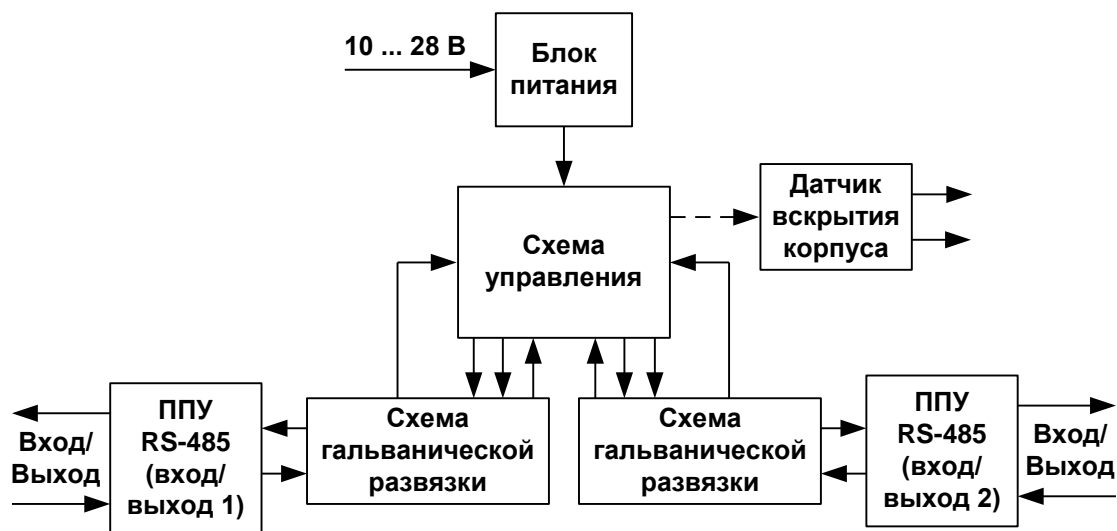 10 ... 28 В
Блок
питания
Датчик
вскрытия
корпуса
Схема
управления
Вход/
Выход
ППУ
RS-485
(вход/
выход 1)
Схема
гальванической
развязки
Схема
гальванической
развязки
ППУ
RS-485
(вход/
выход 2)
Вход/
Выход